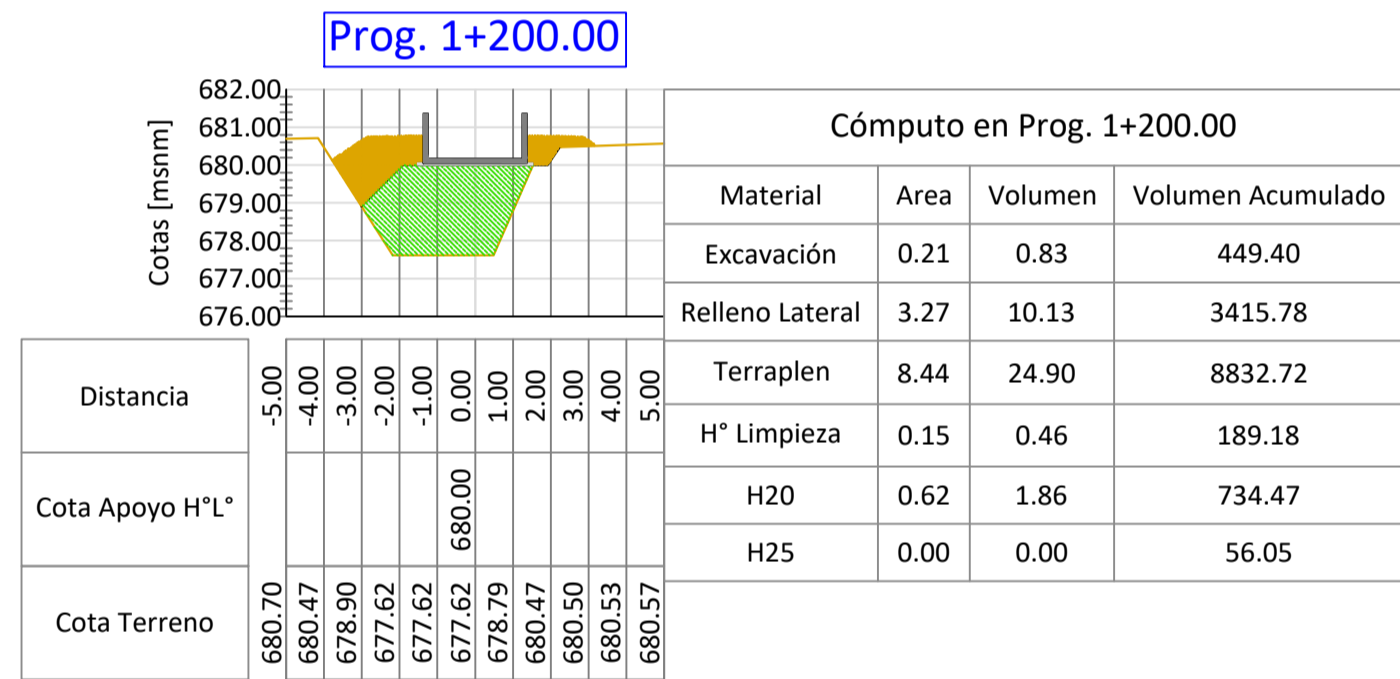 Prog. 1+200.00
Cotas [msnm]
682.00
681.00
680.00
679.00
678.00
677.00
676.00
Distancia -5.00 -4.00 -3.00 -2.00 -1.00 0.00 1.00 2.00 3.00 4.00 5.00
Cota Apoyo H°L° 680.00
Cota Terreno 680.70 680.47 678.90 677.62 677.62 677.62 678.79 680.47 680.50 680.53 680.57
Cómputo en Prog. 1+200.00
Material Area Volumen Volumen Acumulado
Excavación 0.21 0.83 449.40
Relleno Lateral 3.27 10.13 3415.78
Terraplen 8.44 24.90 8832.72
H° Limpieza 0.15 0.46 189.18
H20 0.62 1.86 734.47
H25 0.00 0.00 56.05